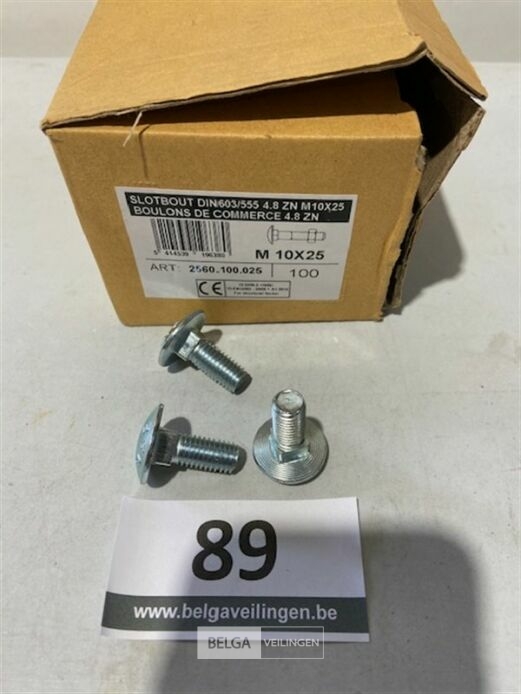 SLOTBOUT DIN603/555 4.8 ZN M10X25
BOULONS DE COMMERCE 4.8 ZN
M 10X25
ART: 2560.100.025
100
CE
89
www.belgaveilingen.be
BELGA VEILINGEN